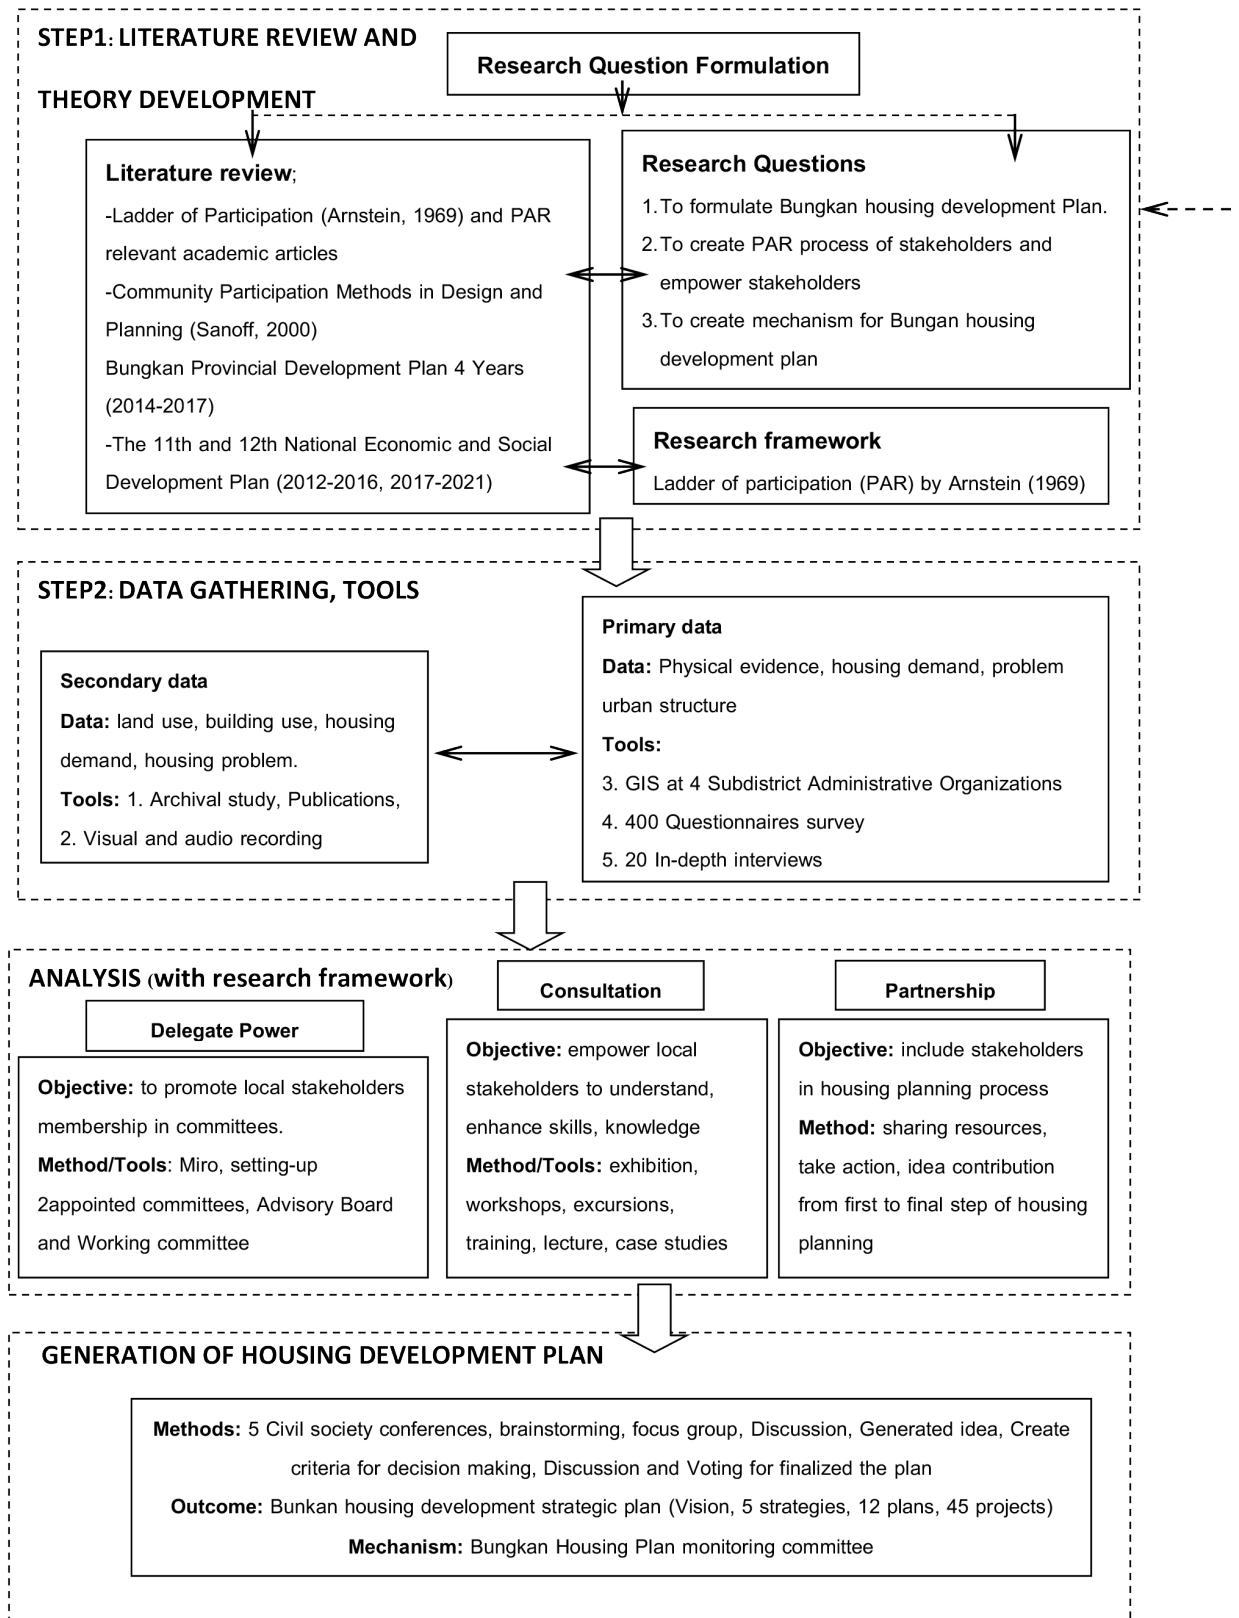 STEP1: LITERATURE REVIEW AND
THEORY DEVELOPMENT
Research Question Formulation
Literature review;
-Ladder of Participation (Arnstein, 1969) and PAR
relevant academic articles
-Community Participation Methods in Design and
Planning (Sanoff, 2000)
Bungkan Provincial Development Plan 4 Years
(2014-2017)
-The 11th and 12th National Economic and Social
Development Plan (2012-2016, 2017-2021)
Research Questions
1.To formulate Bungkan housing development Plan.
2.To create PAR process of stakeholders and
empower stakeholders
3.To create mechanism for Bungan housing
development plan
Research framework
Ladder of participation (PAR) by Arnstein (1969)
STEP2: DATA GATHERING, TOOLS
Secondary data
Data: land use, building use, housing
demand, housing problem.
Tools: 1. Archival study, Publications,
2. Visual and audio recording
Primary data
Data: Physical evidence, housing demand, problem
urban structure
Tools:
3. GIS at 4 Subdistrict Administrative Organizations
4. 400 Questionnaires survey
5. 20 In-depth interviews
ANALYSIS (with research framework)
Delegate Power
Objective: to promote local stakeholders
membership in committees.
Method/Tools: Miro, setting-up
2appointed committees, Advisory Board
and Working committee
Consultation
Objective: empower local
stakeholders to understand,
enhance skills, knowledge
Method/Tools: exhibition,
workshops, excursions,
training, lecture, case studies
Partnership
Objective: include stakeholders
in housing planning process
Method: sharing resources,
take action, idea contribution
from first to final step of housing
planning
GENERATION OF HOUSING DEVELOPMENT PLAN
Methods: 5 Civil society conferences, brainstorming, focus group, Discussion, Generated idea, Create
criteria for decision making, Discussion and Voting for finalized the plan
Outcome: Bunkan housing development strategic plan (Vision, 5 strategies, 12 plans, 45 projects)
Mechanism: Bungkan Housing Plan monitoring committee